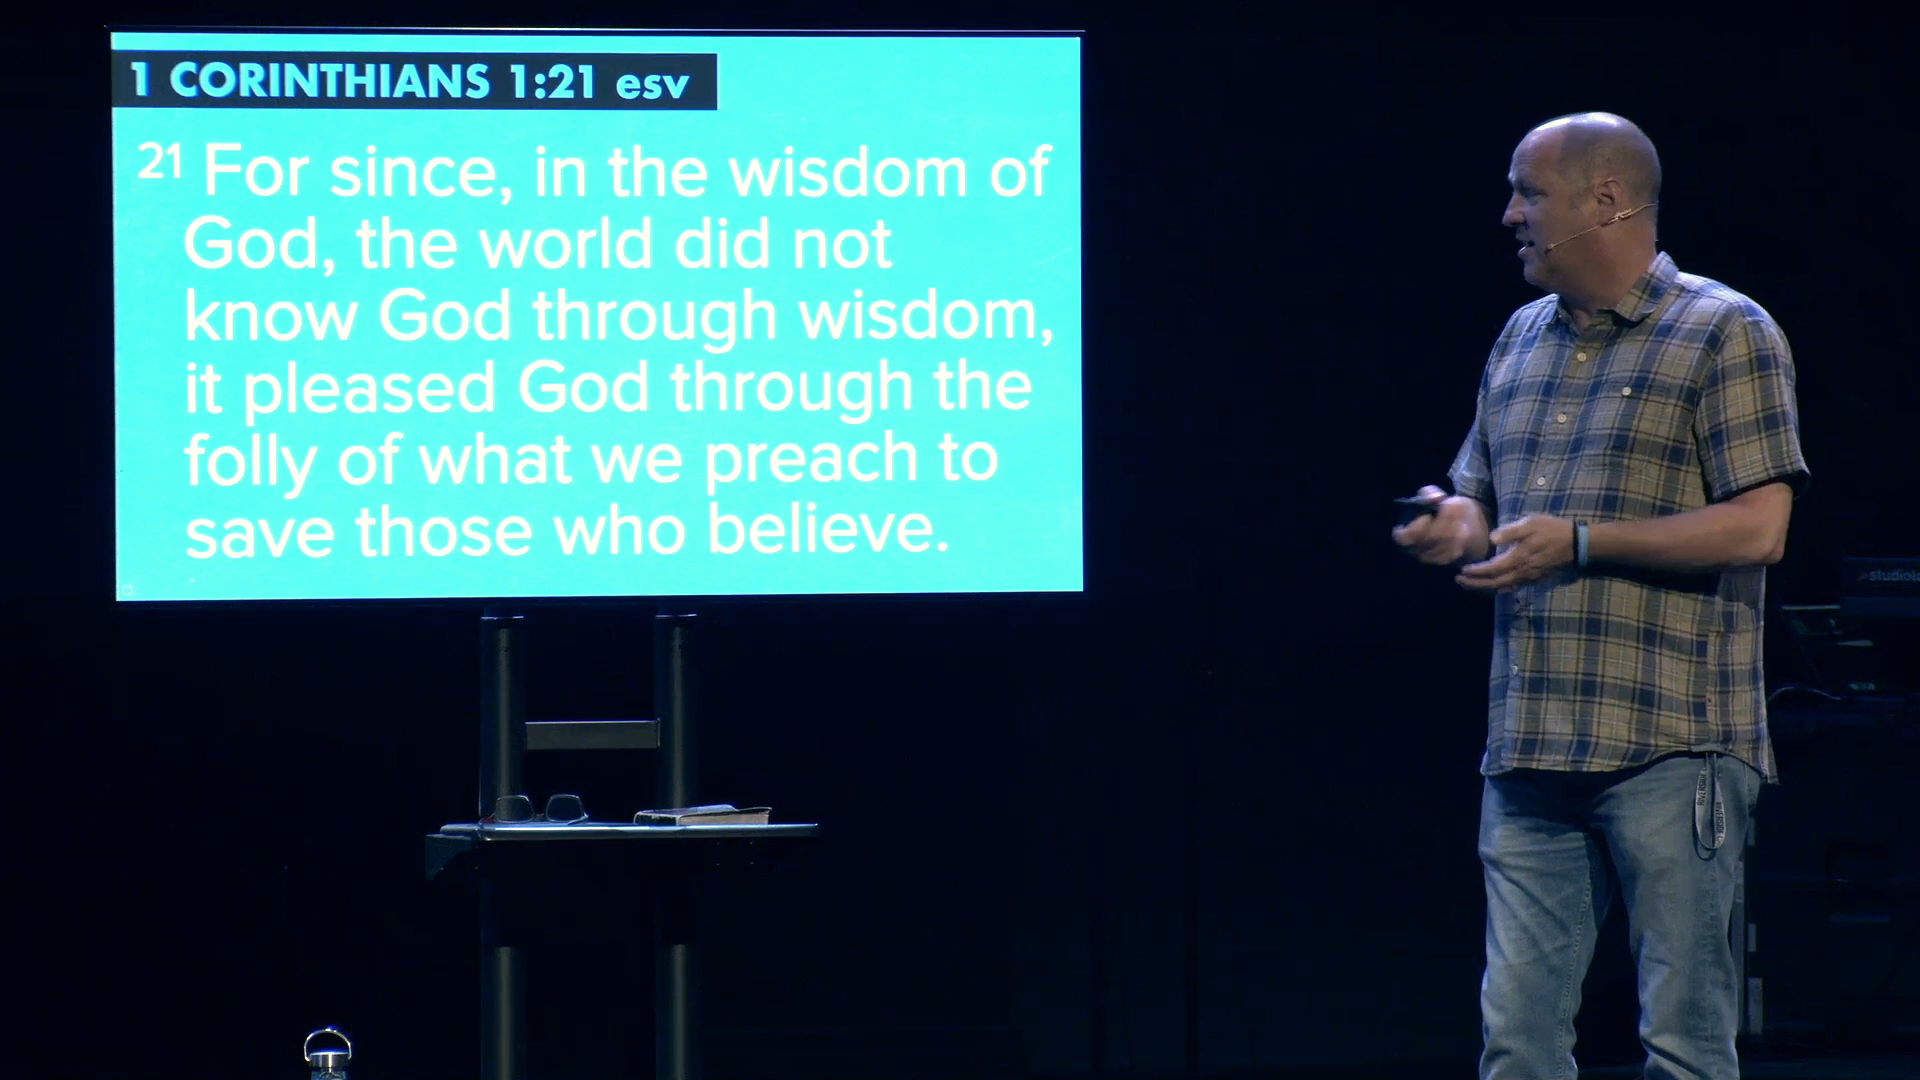 1 CORINTHIANS 1:21 esv
21 For since, in the wisdom of
God, the world did not
know God through wisdom,
it pleased God through the
folly of what we preach to
save those who believe.